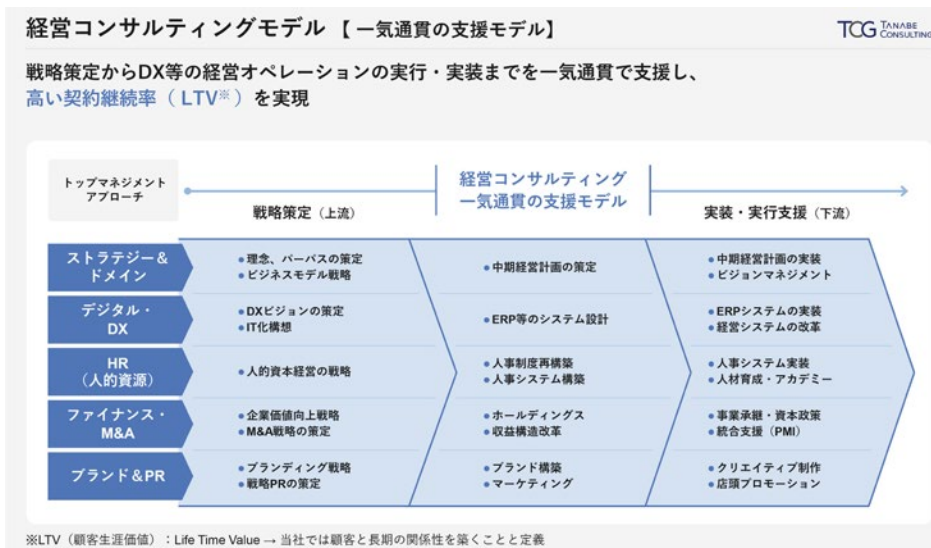 経営コンサルティングモデル 【 一気通貫の支援モデル】
TCG TANABE CONSULTING
戦略策定からDX等の経営オペレーションの実行・実装までを一気通貫で支援し、
高い契約継続率（ LTV※ ）を実現
トップマネジメント
アプローチ
戦略策定（上流）
経営コンサルティング
一気通貫の支援モデル
実装・実行支援（下流）
ストラテジー＆
ドメイン
●理念、パーパスの策定
●ビジネスモデル戦略
●中期経営計画の策定
●中期経営計画の実装
●ビジョンマネジメント
デジタル・
DX
●DXビジョンの策定
●IT化構想
●ERP等のシステム設計
●ERPシステムの実装
●経営システムの改革
HR
（人的資源）
●人的資本経営の戦略
●人事制度再構築
●人事システム構築
●人事システム実装
●人材育成・アカデミー
ファイナンス・
M&A
●企業価値向上戦略
●M&A戦略の策定
●ホールディングス
●収益構造改革
●事業承継・資本政策
●統合支援（PMI）
ブランド＆PR
●ブランディング戦略
●戦略PRの策定
●ブランド構築
●マーケティング
●クリエイティブ制作
●店頭プロモーション
※LTV（顧客生涯価値）：Life Time Value → 当社では顧客と長期の関係性を築くことと定義